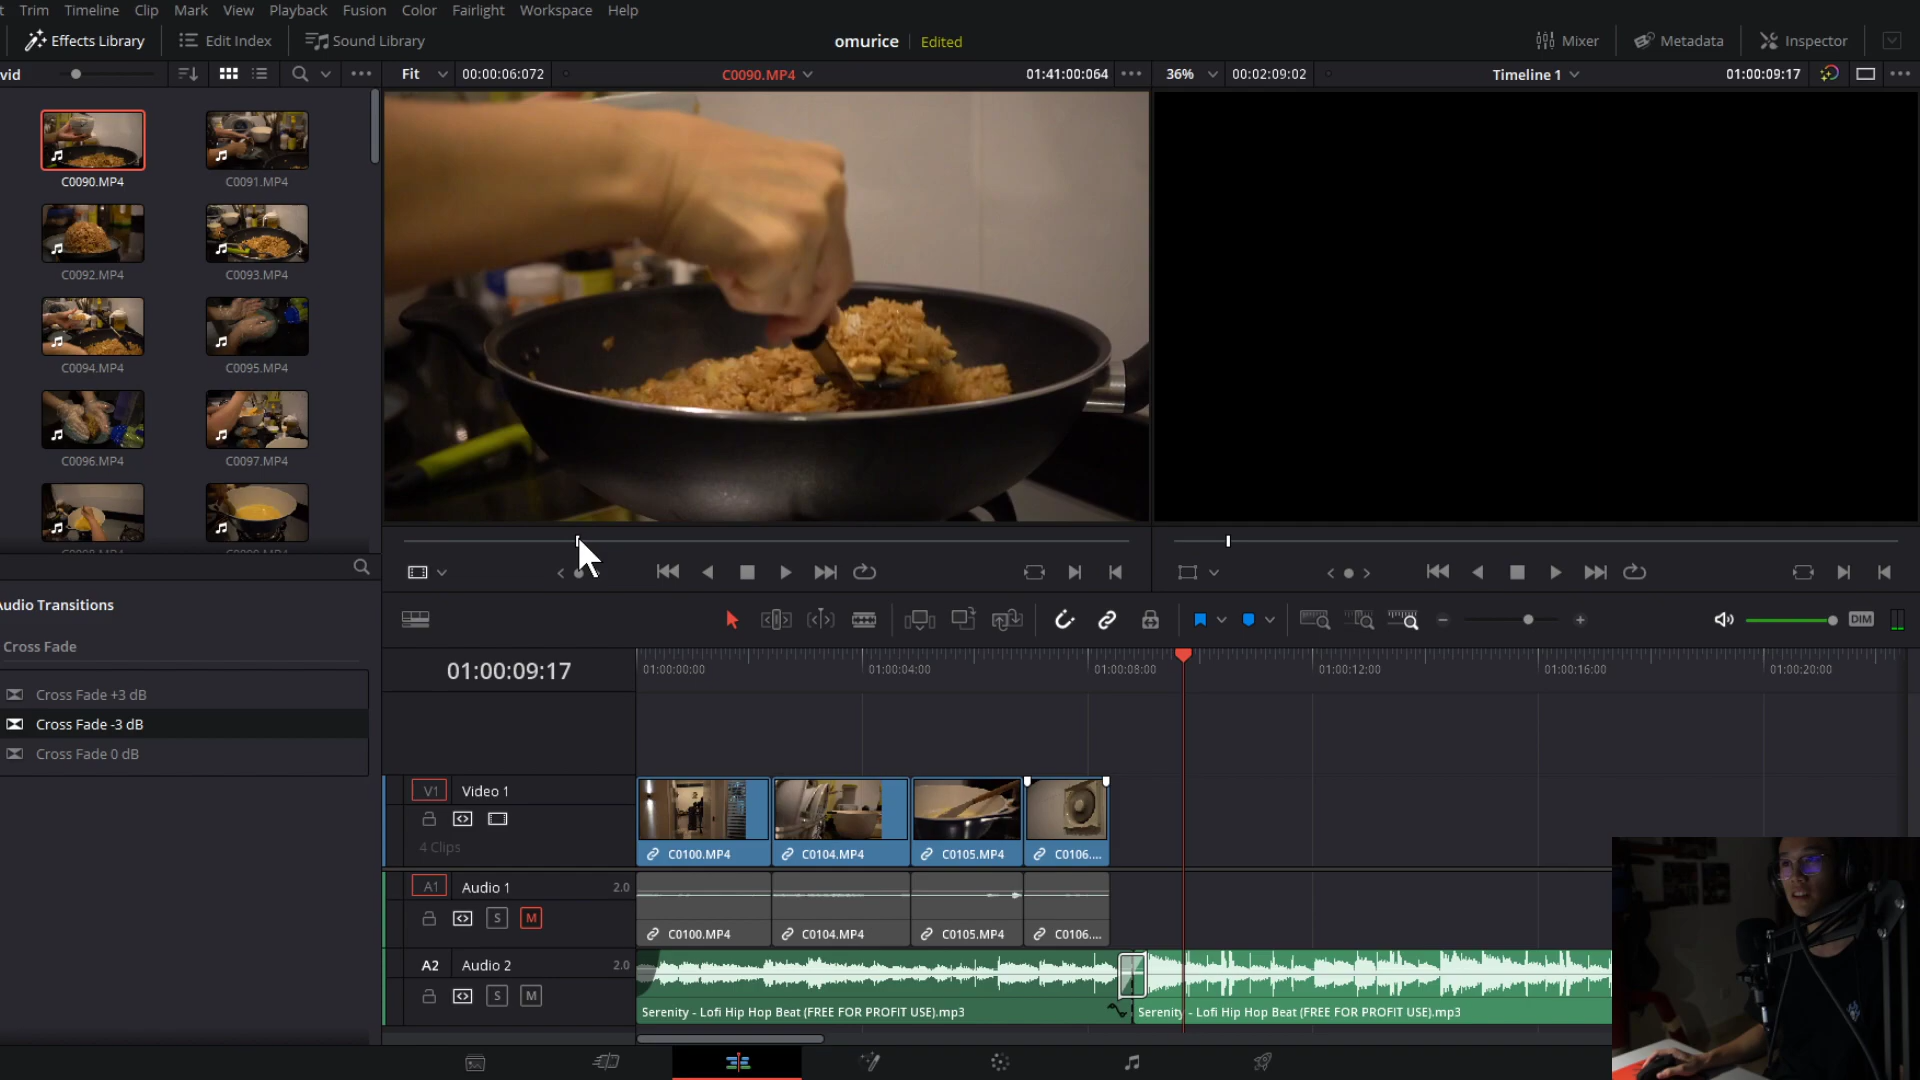 t Trim Timeline Clip Mark View Playback Fusion Color Fairlight Workspace Help
Effects Library Edit Index Sound Library omurice Edited Mixer Metadata Inspector
vid Fit 00:00:06:072 C0090.MP4 01:41:00:064 36% 00:02:09:02 Timeline 1 01:00:09:17
C0090.MP4 C0091.MP4
C0092.MP4 C0093.MP4
C0094.MP4 C0095.MP4
C0096.MP4 C0097.MP4
udio Transitions
Cross Fade
Cross Fade +3 dB
Cross Fade -3 dB
Cross Fade 0 dB
DIM
01:00:09:17 01:00:00:00 01:00:04:00 01:00:08:00 01:00:12:00 01:00:16:00 01:00:20:00
V1 Video 1
4 Clips
C0100.MP4 C0104.MP4 C0105.MP4 C0106....
A1 Audio 1 2.0
S M
C0100.MP4 C0104.MP4 C0105.MP4 C0106....
A2 Audio 2 2.0
S M
Serenity - Lofi Hip Hop Beat (FREE FOR PROFIT USE).mp3 Serenity - Lofi Hip Hop Beat (FREE FOR PROFIT USE).mp3